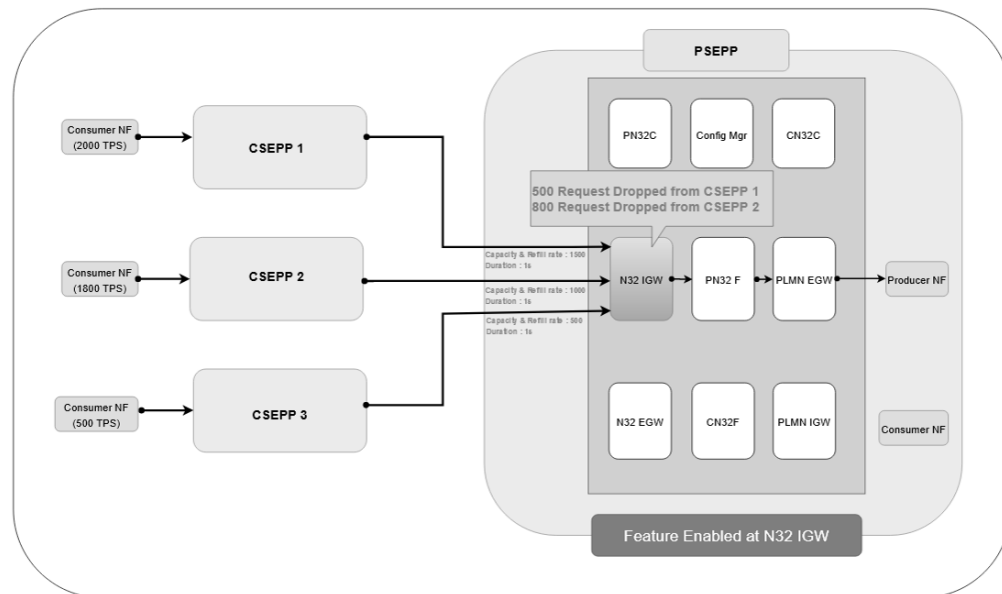 PSEPP
Consumer NF
(2000 TPS)
CSEPP 1
PN32C
Config Mgr
CN32C
500 Request Dropped from CSEPP 1
800 Request Dropped from CSEPP 2
Consumer NF
(1800 TPS)
CSEPP 2
Capacity & Refill rate : 1500
Duration : 1s
Capacity & Refill rate : 1000
Duration : 1s
Capacity & Refill rate : 500
Duration : 1s
N32 IGW
PN32 F
PLMN EGW
Producer NF
Consumer NF
(500 TPS)
CSEPP 3
N32 EGW
CN32F
PLMN IGW
Consumer NF
Feature Enabled at N32 IGW